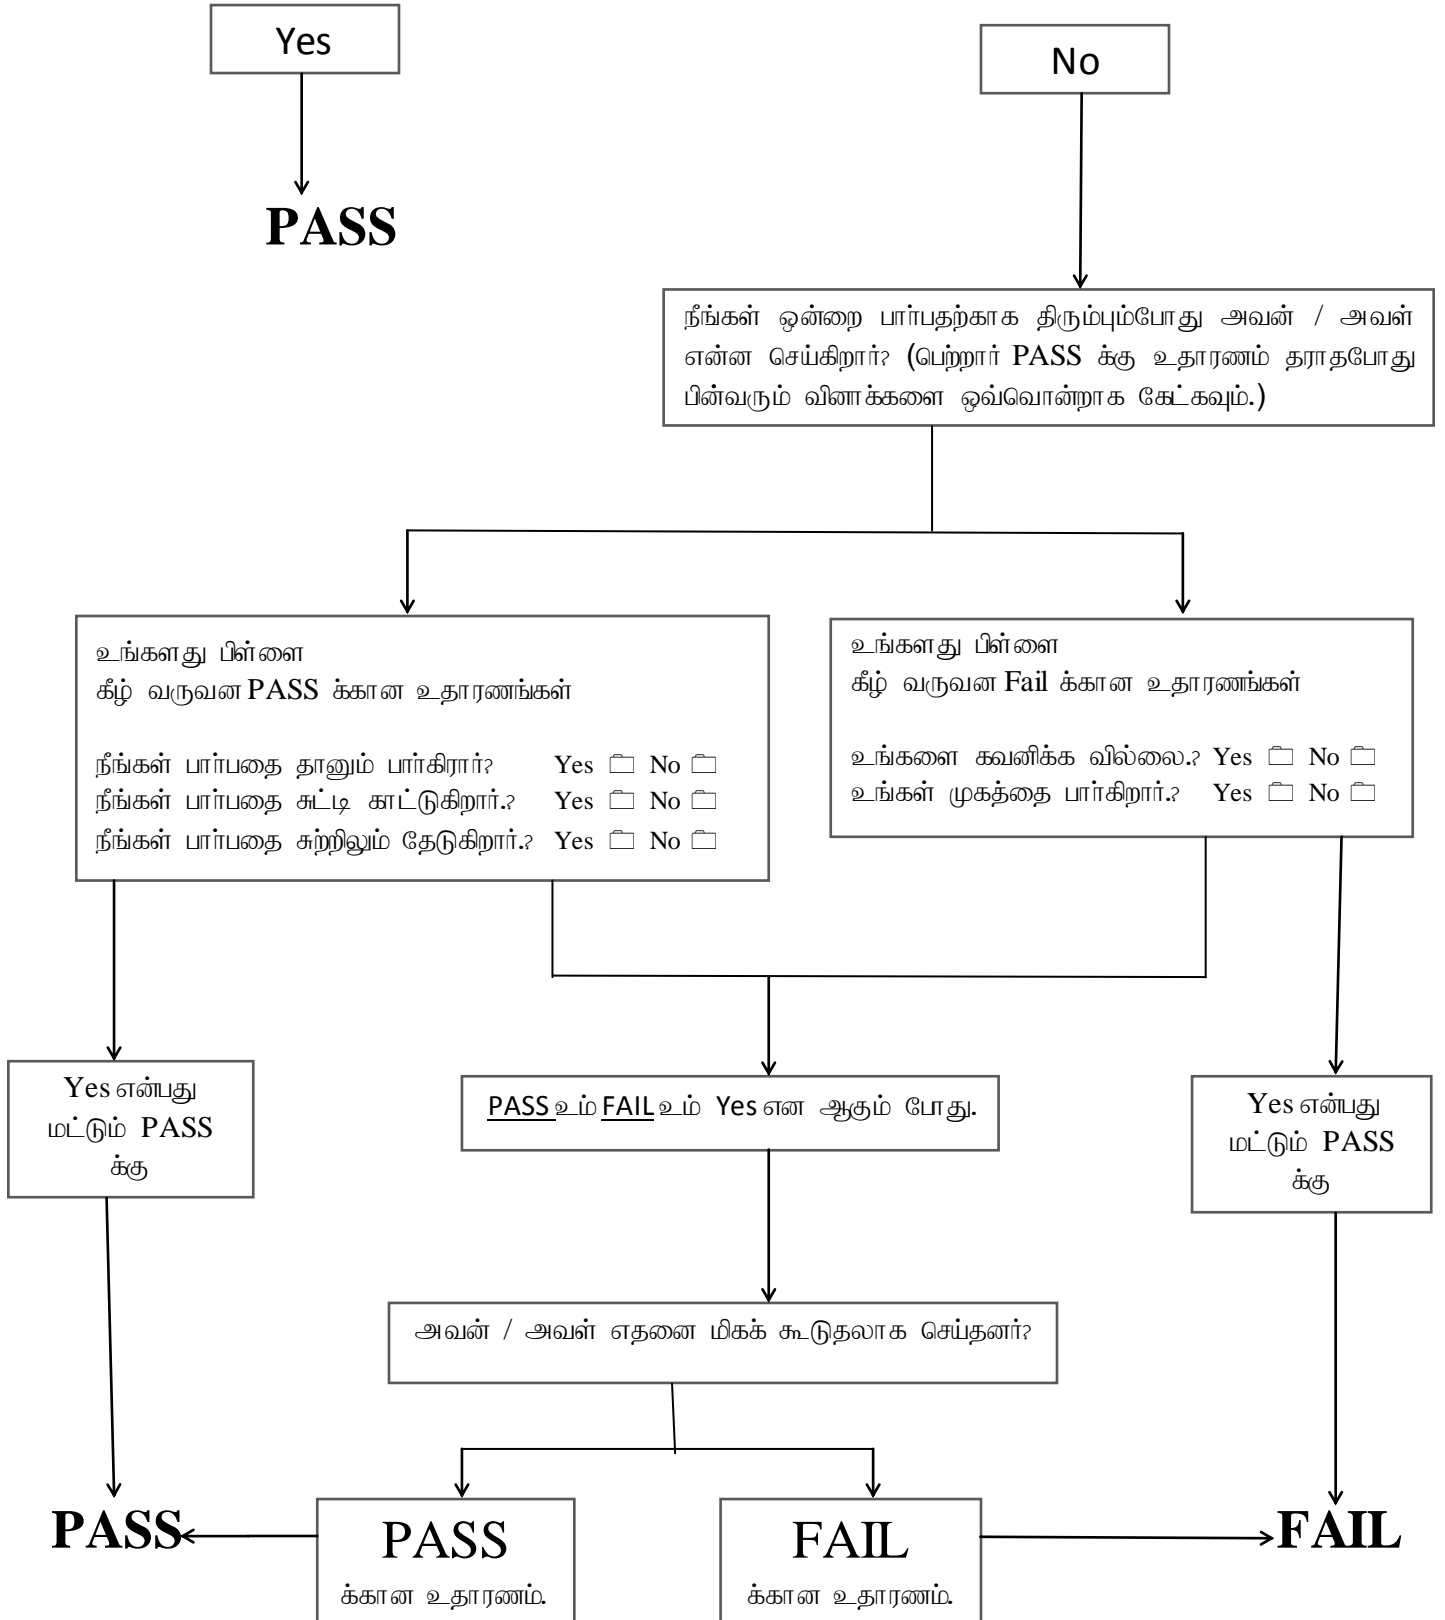 Yes
No
PASS
நீங்கள் ஒன்றை பார்பதற்காக திரும்பும்போது அவன் / அவள்
என்ன செய்கிறார்? (பெற்றார் PASS க்கு உதாரணம் தராதபோது
பின்வரும் வினாக்களை ஒவ்வொன்றாக கேட்கவும்.)
உங்களது பிள்ளை
கீழ் வருவன PASS க்கான உதாரணங்கள்
நீங்கள் பார்பதை தானும் பார்கிரார்? Yes No
நீங்கள் பார்பதை சுட்டி காட்டுகிறார்.? Yes No
நீங்கள் பார்பதை சுற்றிலும் தேடுகிறார்.? Yes No
உங்களது பிள்ளை
கீழ் வருவன Fail க்கான உதாரணங்கள்
உங்களை கவனிக்க வில்லை.? Yes No
உங்கள் முகத்தை பார்கிறார்.? Yes No
Yes என்பது
மட்டும் PASS
க்கு
PASS உம் FAIL உம் Yes என ஆகும் போது.
Yes என்பது
மட்டும் PASS
க்கு
அவன் / அவள் எதனை மிகக் கூடுதலாக செய்தனர்?
PASS
PASS
க்கான உதாரணம்.
FAIL
க்கான உதாரணம்.
FAIL